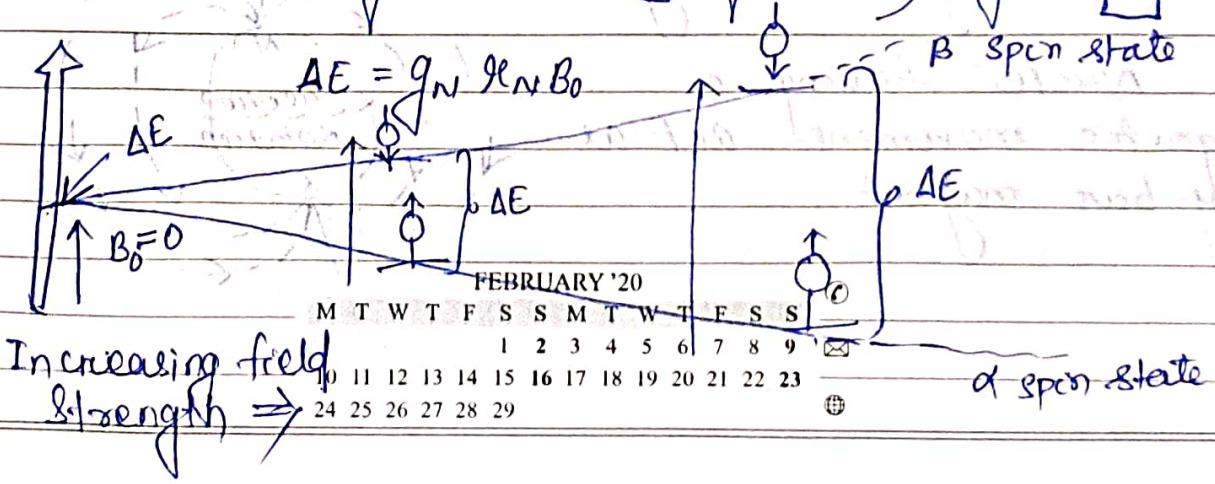 β spin state
ΔE = gN μN B0
ΔE
ΔE
ΔE
B0=0
FEBRUARY '20
M T W T F S S M T W T F S S
1 2 3 4 5 6 7 8 9
10 11 12 13 14 15 16 17 18 19 20 21 22 23
24 25 26 27 28 29
Increasing field
Strength ⇒
α spin state